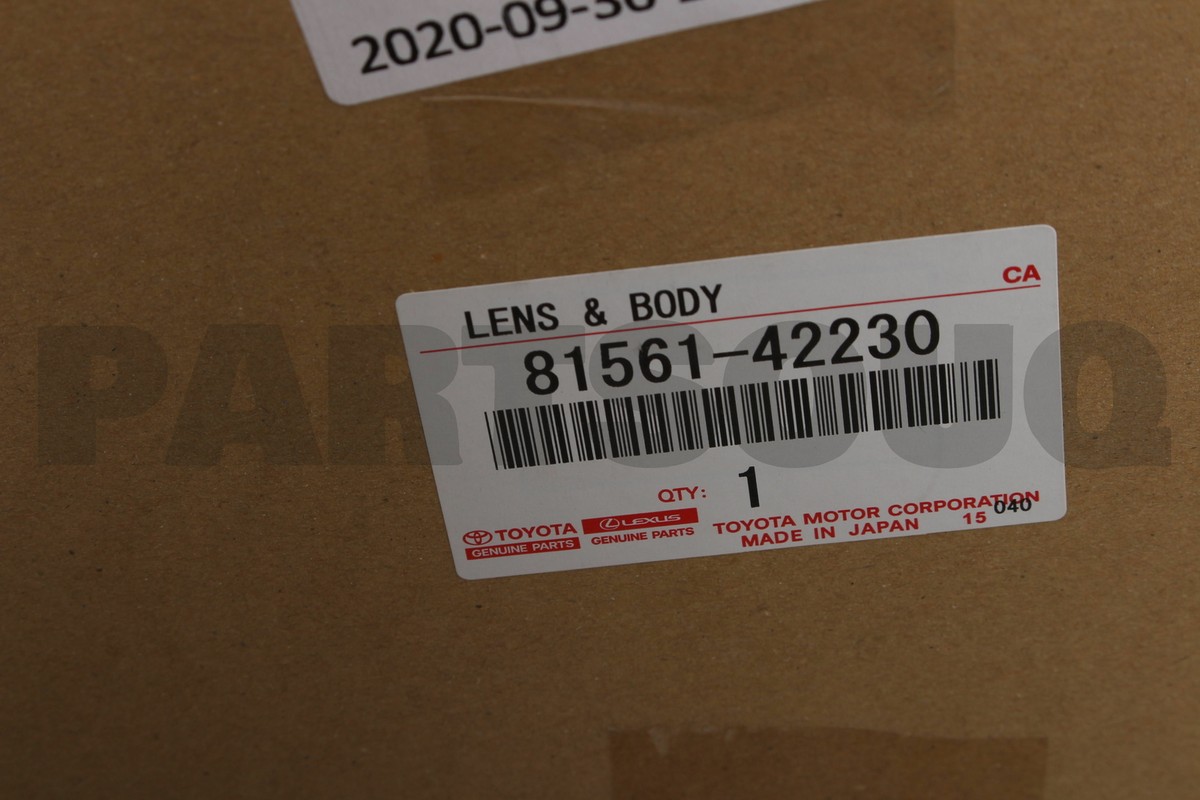 2020-09-30
CA
LENS & BODY
81561-42230
QTY: 1
TOYOTA
GENUINE PARTS
LEXUS
GENUINE PARTS
TOYOTA MOTOR CORPORATION
MADE IN JAPAN 15 040
PARTSOUQ